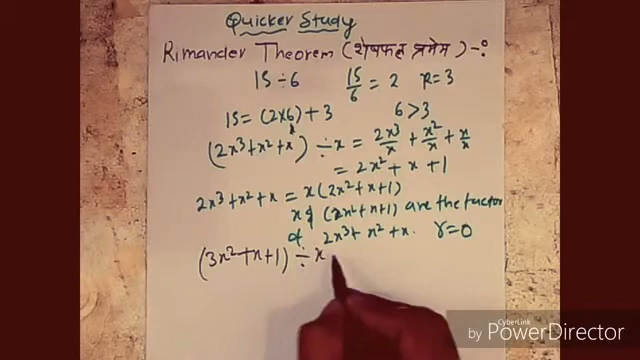 Quicker Study
Rimander Theorem (शेषफल प्रमेय) -:
15÷6    15/6 = 2    R=3
15=(2×6)+3    6>3
(2x³+x²+x) ÷x = 2x³/x + x²/x + x/x
= 2x²+x+1
2x³+x²+x = x(2x²+x+1)
x & (2x²+x+1) are the factor
of 2x³+x²+x. r=0
(3x²+x+1) ÷x
CyberLink
by PowerDirector